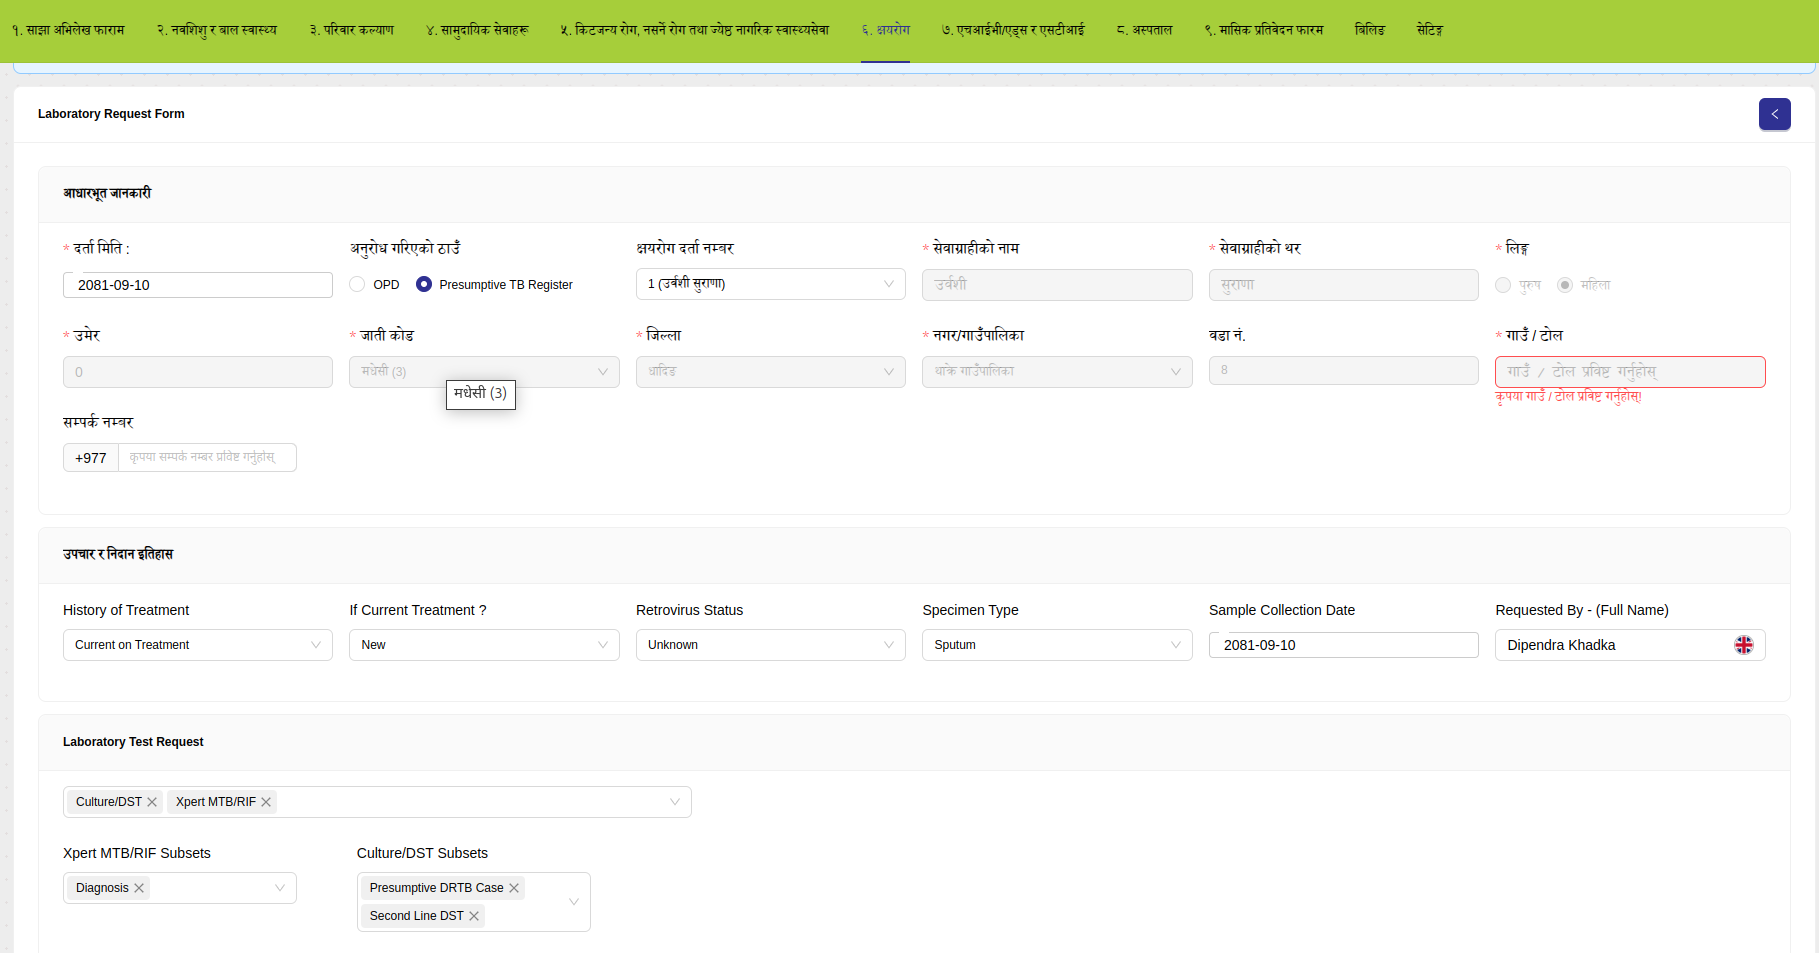 १. साझा अभिलेख फाराम २. नवशिशु र बाल स्वास्थ्य ३. परिवार कल्याण ४. सामुदायिक सेवाहरू ५. किटजन्य रोग, नसर्ने रोग तथा ज्येष्ठ नागरिक स्वास्थ्यसेवा ६. क्षयरोग ७. एचआईभी/एड्स र एसटीआई ८. अस्पताल ९. मासिक प्रतिवेदन फारम बिलिङ सेटिङ्ग
Laboratory Request Form
आधारभूत जानकारी
* दर्ता मिति : अनुरोध गरिएको ठाउँ क्षयरोग दर्ता नम्बर * सेवाग्राहीको नाम * सेवाग्राहीको थर * लिङ्ग
2081-09-10 OPD Presumptive TB Register 1 (उर्वशी सुराणा) उर्वशी सुराणा पुरुष महिला
* उमेर * जाती कोड * जिल्ला * नगर/गाउँपालिका वडा नं. * गाउँ / टोल
0 मधेसी (3) धादिङ थाक्रे गाउँपालिका 8 गाउँ / टोल प्रविष्ट गर्नुहोस्
मधेसी (3) कृपया गाउँ / टोल प्रविष्ट गर्नुहोस्!
सम्पर्क नम्बर
+977 कृपया सम्पर्क नम्बर प्रविष्ट गर्नुहोस्
उपचार र निदान इतिहास
History of Treatment If Current Treatment ? Retrovirus Status Specimen Type Sample Collection Date Requested By - (Full Name)
Current on Treatment New Unknown Sputum 2081-09-10 Dipendra Khadka
Laboratory Test Request
Culture/DST Xpert MTB/RIF
Xpert MTB/RIF Subsets Culture/DST Subsets
Diagnosis Presumptive DRTB Case
Second Line DST